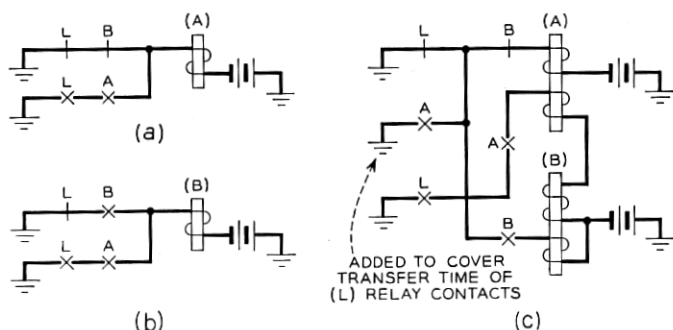 L B (A)
L A
(a)
L B (B)
L A
(b)
L B (A)
A
A
L
(B)
B
ADDED TO COVER
TRANSFER TIME OF
(L) RELAY CONTACTS
(c)